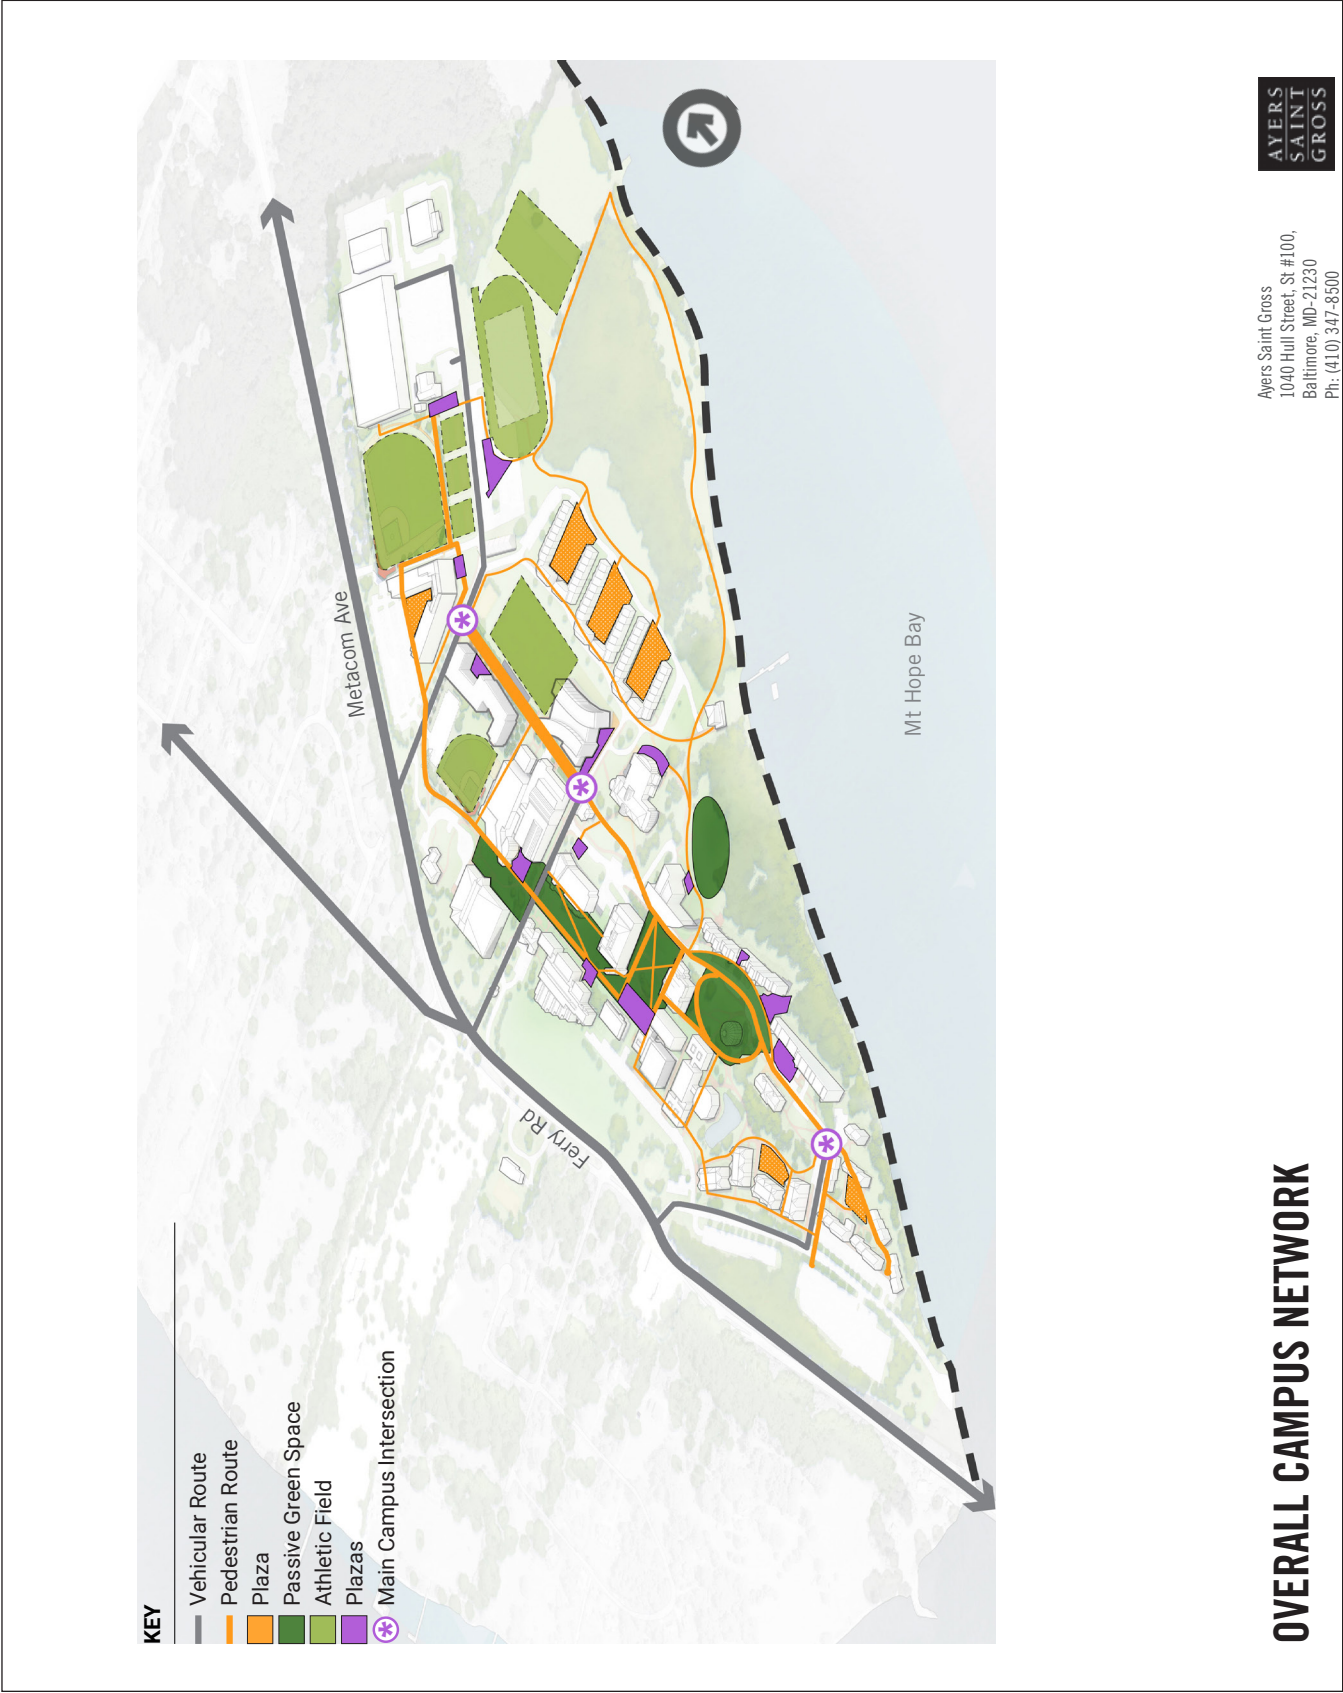 KEY
Vehicular Route
Pedestrian Route
Plaza
Passive Green Space
Athletic Field
Plazas
Main Campus Intersection
Metacom Ave
Ferry Rd
Mt Hope Bay
OVERALL CAMPUS NETWORK
Ayers Saint Gross
1040 Hull Street, St #100,
Baltimore, MD-21230
Ph: (410) 347-8500
AYERS
SAINT
GROSS